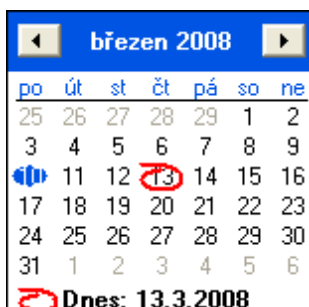 březen 2008
po út st čt pá so ne
25 26 27 28 29 1 2
3 4 5 6 7 8 9
11 12 13 14 15 16
17 18 19 20 21 22 23
24 25 26 27 28 29 30
31 1 2 3 4 5 6
Dnes: 13.3.2008